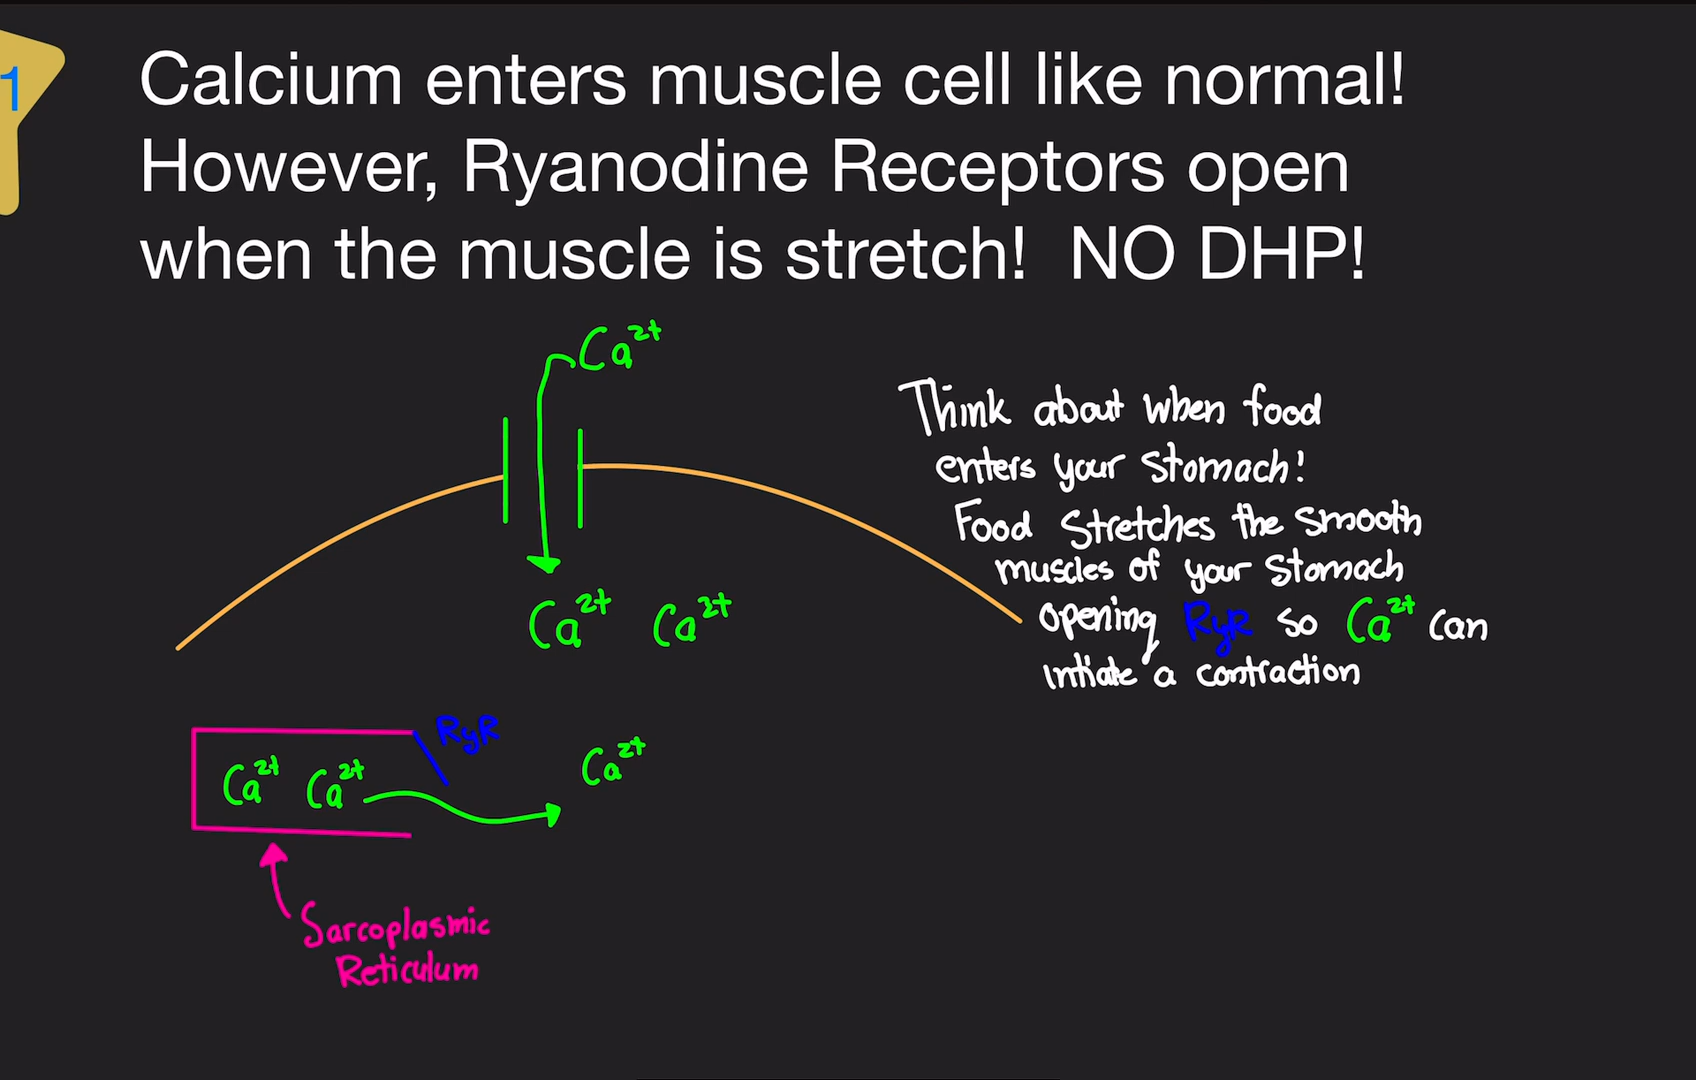 1
Calcium enters muscle cell like normal!
However, Ryanodine Receptors open
when the muscle is stretch!  NO DHP!
Ca²⁺
Think about when food
enters your stomach!
Food stretches the smooth
muscles of your stomach
opening RyR so Ca²⁺ can
intiate a contraction
Ca²⁺ Ca²⁺
RyR
Ca²⁺
Ca²⁺ Ca²⁺
Sarcoplasmic
Reticulum